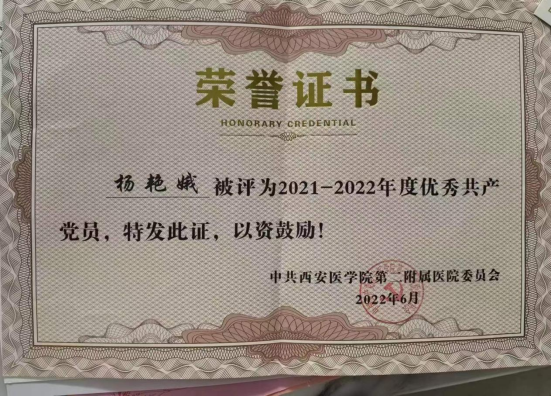 荣誉证书
HONORARY CREDENTIAL
杨艳娥 被评为2021-2022年度优秀共产
党员，特发此证，以资鼓励！
中共西安医学院第二附属医院委员会
2022年6月